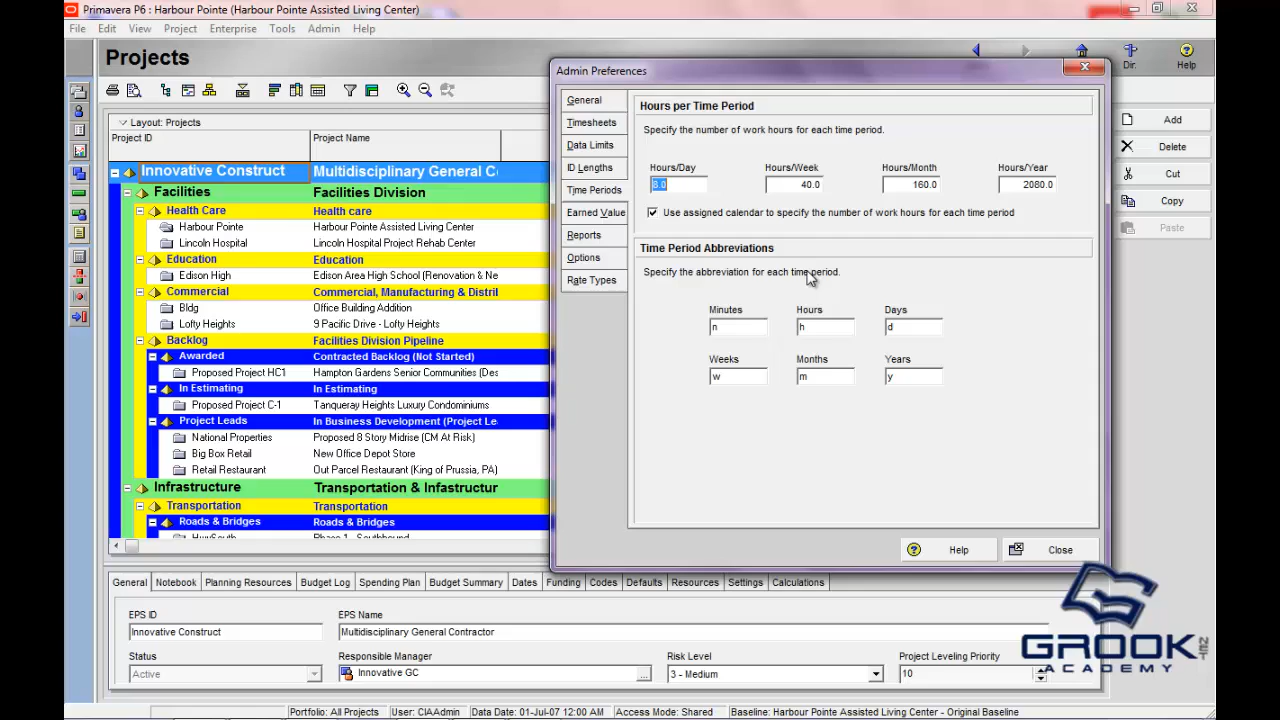 Primavera P6 : Harbour Pointe (Harbour Pointe Assisted Living Center)
File Edit View Project Enterprise Tools Admin Help
Projects
Dir. Help
Layout: Projects
Project ID Project Name
Innovative Construct Multidisciplinary General C
Facilities Facilities Division
Health Care Health care
Harbour Pointe Harbour Pointe Assisted Living Center
Lincoln Hospital Lincoln Hospital Project Rehab Center
Education Education
Edison High Edison Area High School (Renovation & Ne
Commercial Commercial, Manufacturing & Distril
Bldg Office Building Addition
Lofty Heights 9 Pacific Drive - Lofty Heights
Backlog Facilities Division Pipeline
Awarded Contracted Backlog (Not Started)
Proposed Project HC1 Hampton Gardens Senior Communities (Des
In Estimating In Estimating
Proposed Project C-1 Tanqueray Heights Luxury Condominiums
Project Leads In Business Development (Project Le
National Properties Proposed 8 Story Midrise (CM At Risk)
Big Box Retail New Office Depot Store
Retail Restaurant Out Parcel Restaurant (King of Prussia, PA)
Infrastructure Transportation & Infastructur
Transportation Transportation
Roads & Bridges Roads & Bridges
Admin Preferences
General
Timesheets
Data Limits
ID Lengths
Time Periods
Earned Value
Reports
Options
Rate Types
Hours per Time Period
Specify the number of work hours for each time period.
Hours/Day Hours/Week Hours/Month Hours/Year
8.0 40.0 160.0 2080.0
Use assigned calendar to specify the number of work hours for each time period
Time Period Abbreviations
Specify the abbreviation for each time period.
Minutes Hours Days
n h d
Weeks Months Years
w m y
Help Close
Add
Delete
Cut
Copy
Paste
General Notebook Planning Resources Budget Log Spending Plan Budget Summary Dates Funding Codes Defaults Resources Settings Calculations
EPS ID EPS Name
Innovative Construct Multidisciplinary General Contractor
Status Responsible Manager Risk Level Project Leveling Priority
Active Innovative GC ... 3 - Medium 10
GROOK .NET
ACADEMY
Portfolio: All Projects User: CIAAdmin Data Date: 01-Jul-07 12:00 AM Access Mode: Shared Baseline: Harbour Pointe Assisted Living Center - Original Baseline